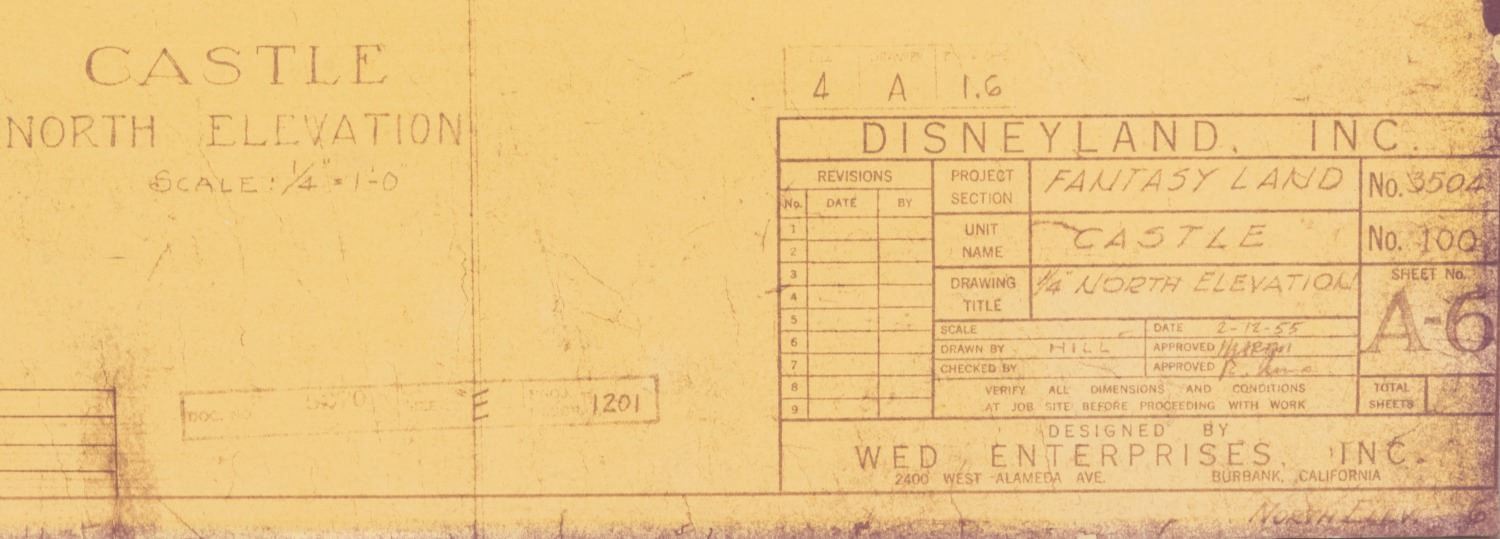 CASTLE
NORTH ELEVATION
SCALE: 1/4" = 1'-0
4 A 1.6
DISNEYLAND, INC.
REVISIONS
No. DATE BY
1
2
3
4
5
6
7
8
9
PROJECT SECTION
FANTASY LAND
No. 3504
UNIT NAME
CASTLE
No. 100
DRAWING TITLE
1/4" NORTH ELEVATION
SHEET No.
A-6
SCALE
DATE 2-12-55
DRAWN BY HILL
APPROVED
CHECKED BY
APPROVED
VERIFY ALL DIMENSIONS AND CONDITIONS
AT JOB SITE BEFORE PROCEEDING WITH WORK
TOTAL SHEETS
DOC. NO.
1201
DESIGNED BY
WED ENTERPRISES, INC.
2400 WEST ALAMEDA AVE. BURBANK, CALIFORNIA
NORTH ELEV. 6